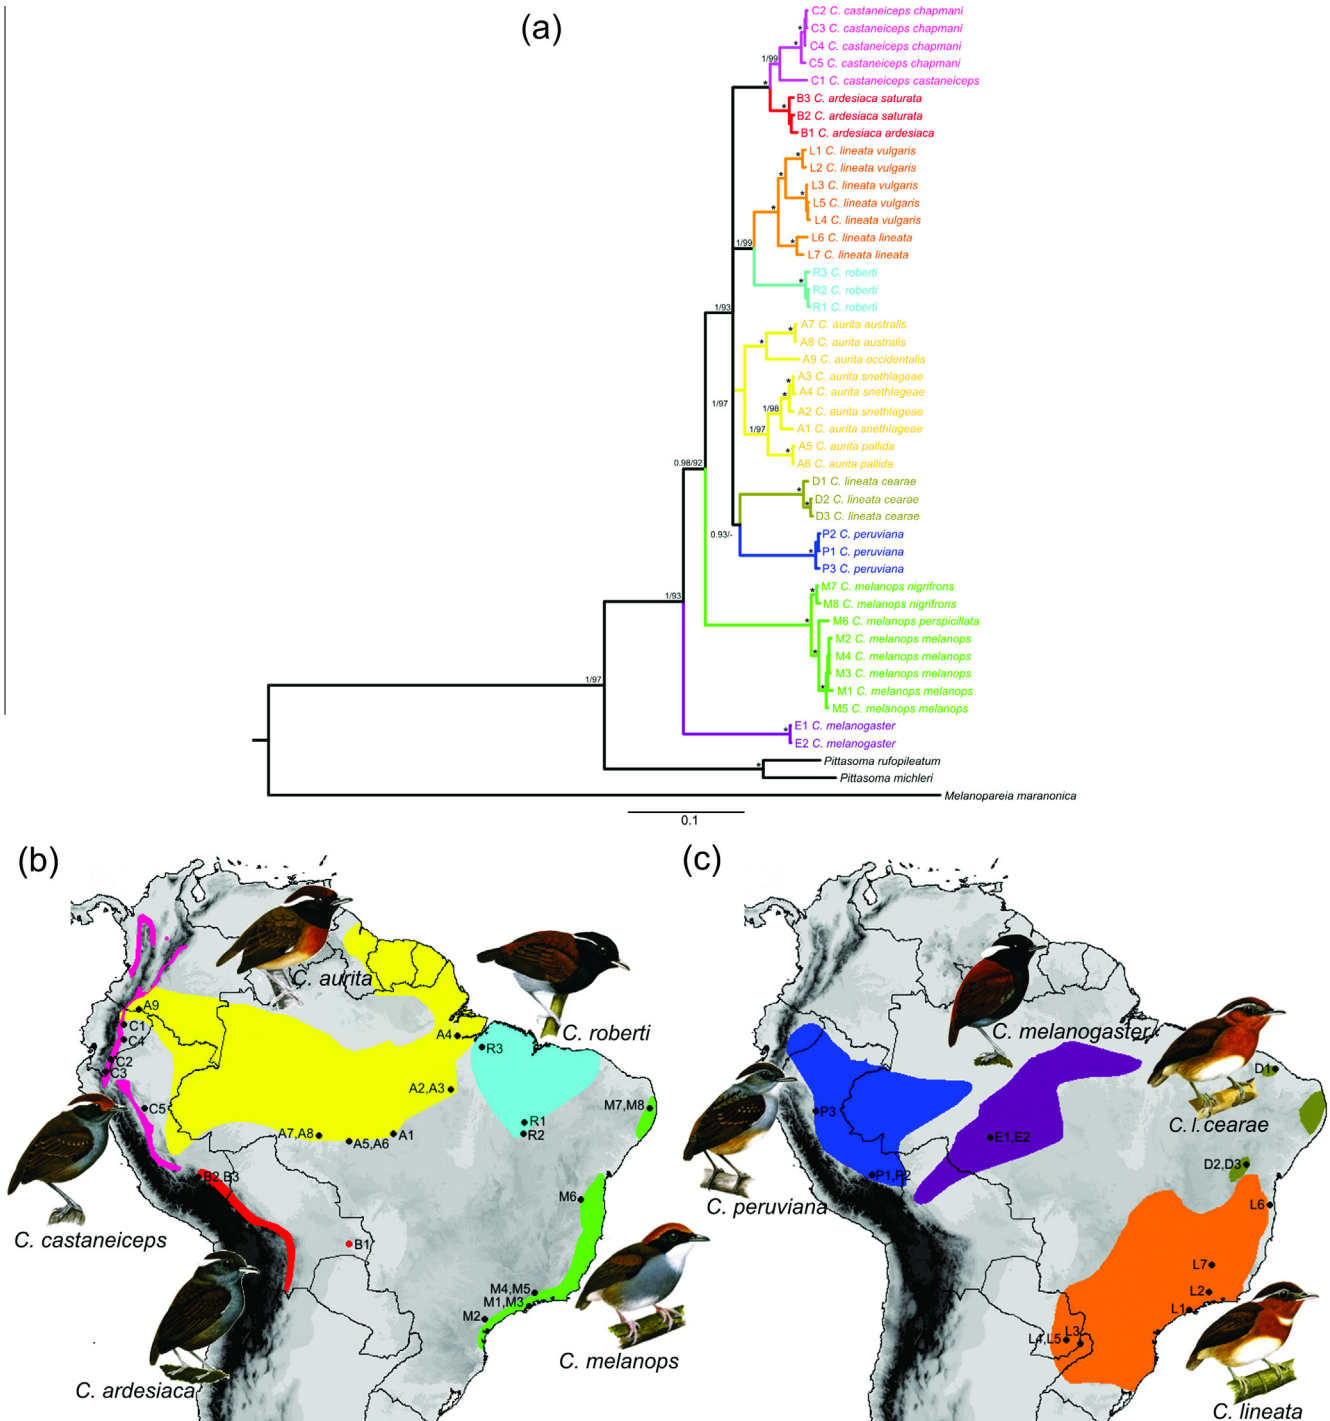 (a)
C2 C. castaneiceps chapmani
C3 C. castaneiceps chapmani
C4 C. castaneiceps chapmani
C5 C. castaneiceps chapmani
C1 C. castaneiceps castaneiceps
B3 C. ardesiaca saturata
B2 C. ardesiaca saturata
B1 C. ardesiaca ardesiaca
L1 C. lineata vulgaris
L2 C. lineata vulgaris
L3 C. lineata vulgaris
L5 C. lineata vulgaris
L4 C. lineata vulgaris
L6 C. lineata lineata
L7 C. lineata lineata
R3 C. roberti
R2 C. roberti
R1 C. roberti
A7 C. aurita australis
A8 C. aurita australis
A9 C. aurita occidentalis
A3 C. aurita snethlageae
A4 C. aurita snethlageae
A2 C. aurita snethlageae
A1 C. aurita snethlageae
A5 C. aurita pallida
A6 C. aurita pallida
D1 C. lineata cearae
D2 C. lineata cearae
D3 C. lineata cearae
P2 C. peruviana
P1 C. peruviana
P3 C. peruviana
M7 C. melanops nigrifrons
M8 C. melanops nigrifrons
M6 C. melanops perspicillata
M2 C. melanops melanops
M4 C. melanops melanops
M3 C. melanops melanops
M1 C. melanops melanops
M5 C. melanops melanops
E1 C. melanogaster
E2 C. melanogaster
Pittasoma rufopileatum
Pittasoma michleri
Melanopareia maranonica
1/99
1/99
1/93
1/97
1/98
1/97
0.98/92
0.93/-
1/93
1/97
0.1
(b)
C. aurita
C. roberti
A9
C1
C4
C2
C3
C5
A4
R3
A2,A3
M7,M8
R1
R2
A7,A8
A5,A6
A1
B2,B3
M6
B1
C. castaneiceps
M4,M5
M1,M3
M2
C. melanops
C. ardesiaca
(c)
C. melanogaster
D1
P3
C. l. cearae
E1,E2
D2,D3
P1,P2
C. peruviana
L6
L7
L2
L1
L3
L4,L5
C. lineata